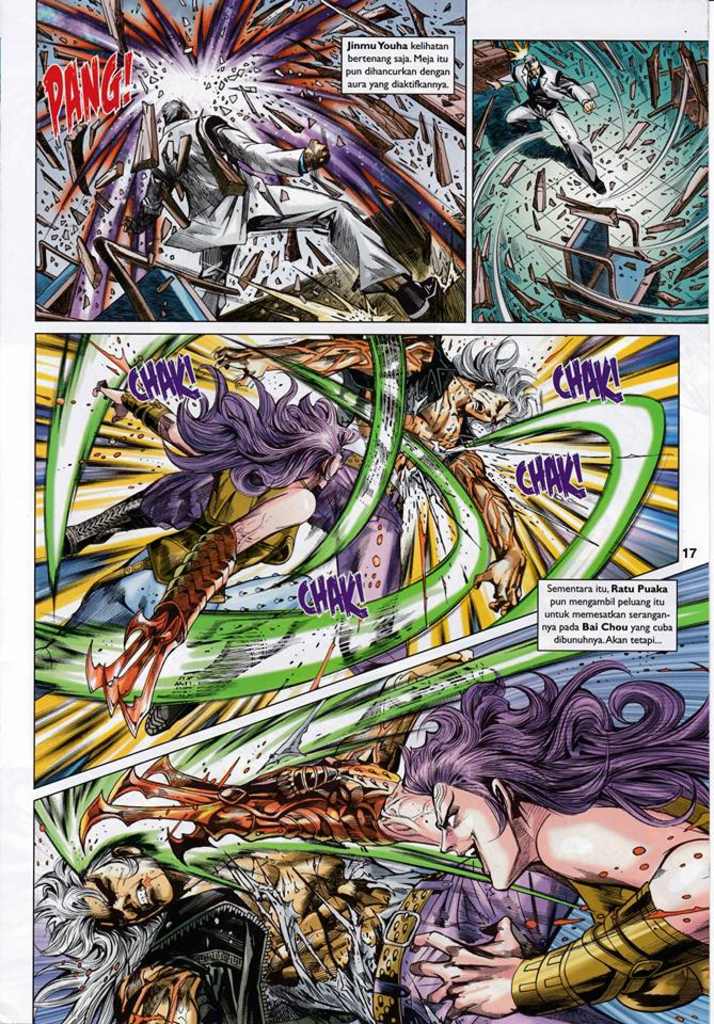 Jinmu Youha kelihatan
bertenang saja. Meja itu
pun dihancurkan dengan
aura yang diaktifkannya.
PANG!
CHAK!
CHAK!
CHAK!
CHAK!
17
Sementara itu, Ratu Puaka
pun mengambil peluang itu
untuk memesatkan serangan-
nya pada Bai Chou yang cuba
dibunuhnya. Akan tetapi...